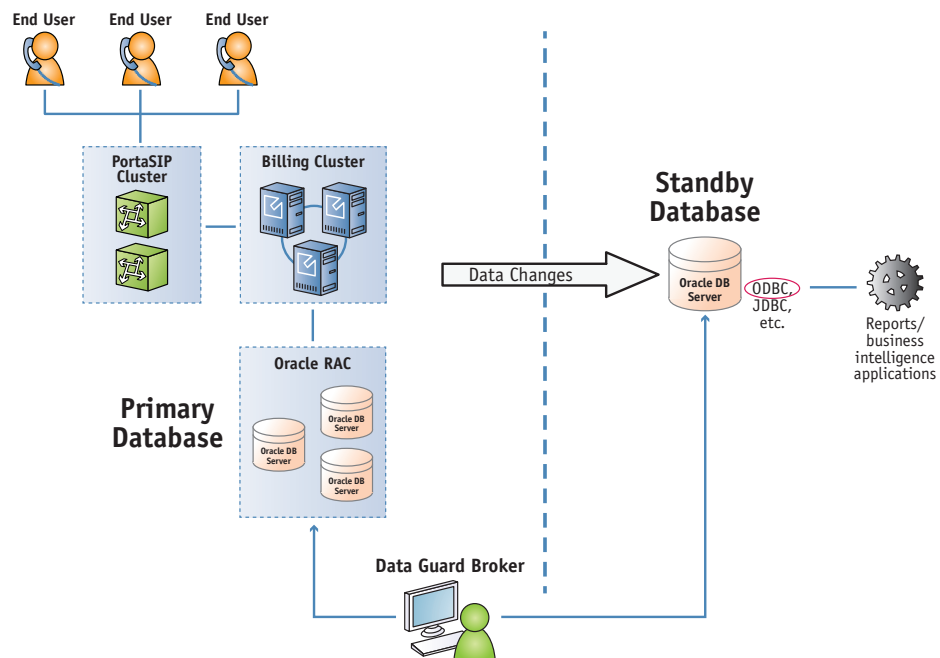 End User
End User
End User
PortaSIP
Cluster
Billing Cluster
Standby
Database
Data Changes
Oracle DB
Server
ODBC,
JDBC,
etc.
Reports/
business
intelligence
applications
Oracle RAC
Primary
Database
Oracle DB
Server
Oracle DB
Server
Oracle DB
Server
Data Guard Broker